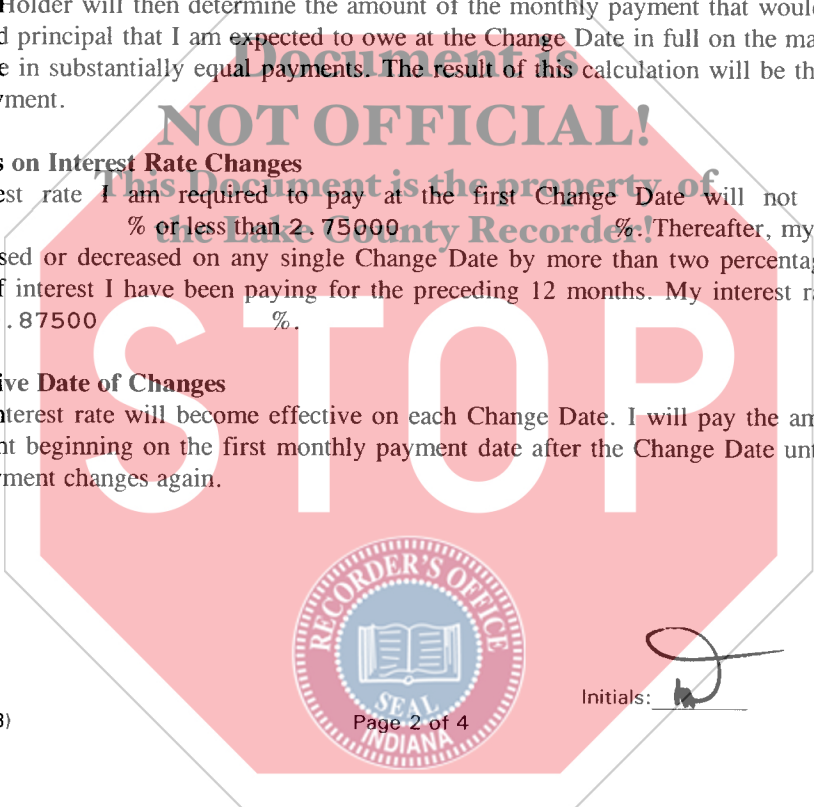 Holder will then determine the amount of the monthly payment that would
d principal that I am expected to owe at the Change Date in full on the ma
e in substantially equal payments. The result of this calculation will be th
yment.
Document is
NOT OFFICIAL!
This Document is the property of
the Lake County Recorder!
s on Interest Rate Changes
est rate I am required to pay at the first Change Date will not
% or less than 2.75000 %. Thereafter, my
sed or decreased on any single Change Date by more than two percentag
f interest I have been paying for the preceding 12 months. My interest ra
.87500 %.
STOP
ive Date of Changes
nterest rate will become effective on each Change Date. I will pay the am
nt beginning on the first monthly payment date after the Change Date unt
yment changes again.
RECORDER'S OFFICE
SEAL
INDIANA
Initials:
3)
Page 2 of 4